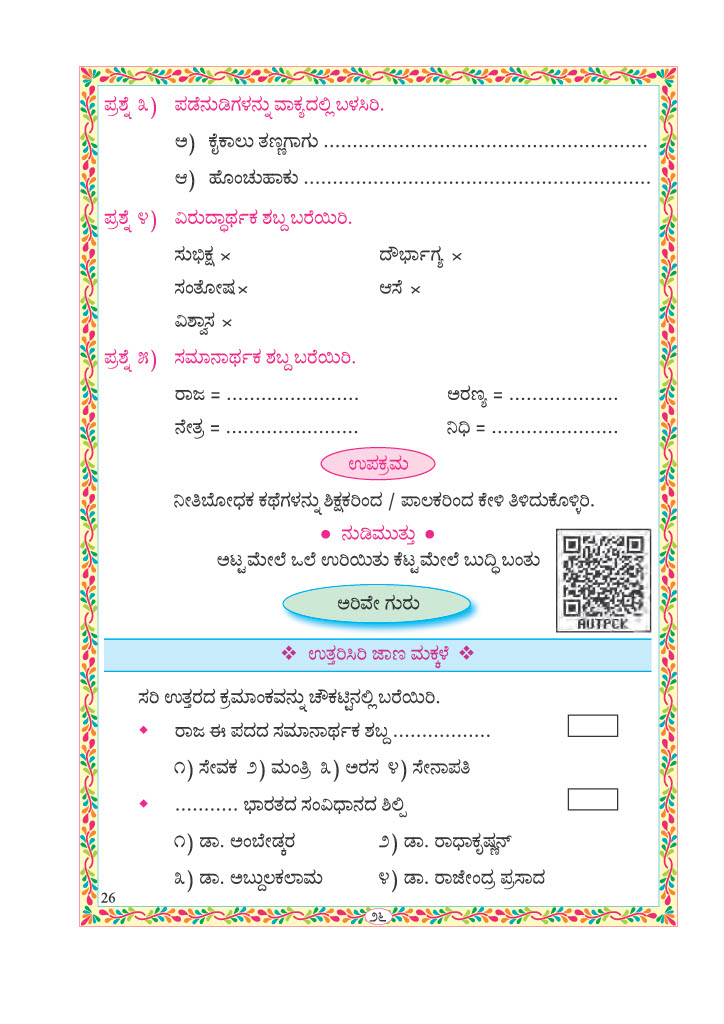 ಪ್ರಶ್ನೆ ೩) ಪಡೆನುಡಿಗಳನ್ನು ವಾಕ್ಯದಲ್ಲಿ ಬಳಸಿರಿ.
ಅ) ಕೈಕಾಲು ತಣ್ಣಗಾಗು ........................................................
ಆ) ಹೊಂಚುಹಾಕು ............................................................
ಪ್ರಶ್ನೆ ೪) ವಿರುದ್ಧಾರ್ಥಕ ಶಬ್ದ ಬರೆಯಿರಿ.
ಸುಭಿಕ್ಷ × ದೌರ್ಭಾಗ್ಯ ×
ಸಂತೋಷ× ಆಸೆ ×
ವಿಶ್ವಾಸ ×
ಪ್ರಶ್ನೆ ೫) ಸಮಾನಾರ್ಥಕ ಶಬ್ದ ಬರೆಯಿರಿ.
ರಾಜ = ....................... ಅರಣ್ಯ = ...................
ನೇತ್ರ = ....................... ನಿಧಿ = ......................
ಉಪಕ್ರಮ
ನೀತಿಬೋಧಕ ಕಥೆಗಳನ್ನು ಶಿಕ್ಷಕರಿಂದ / ಪಾಲಕರಿಂದ ಕೇಳಿ ತಿಳಿದುಕೊಳ್ಳಿರಿ.
● ನುಡಿಮುತ್ತು ●
ಅಟ್ಟಮೇಲೆ ಒಲೆ ಉರಿಯಿತು ಕೆಟ್ಟಮೇಲೆ ಬುದ್ಧಿ ಬಂತು
ಅರಿವೇ ಗುರು
AUTPCK
❖ ಉತ್ತರಿಸಿರಿ ಜಾಣ ಮಕ್ಕಳೆ ❖
ಸರಿ ಉತ್ತರದ ಕ್ರಮಾಂಕವನ್ನು ಚೌಕಟ್ಟಿನಲ್ಲಿ ಬರೆಯಿರಿ.
◆ ರಾಜ ಈ ಪದದ ಸಮಾನಾರ್ಥಕ ಶಬ್ದ .................
೧) ಸೇವಕ ೨) ಮಂತ್ರಿ ೩) ಅರಸ ೪) ಸೇನಾಪತಿ
◆ ........... ಭಾರತದ ಸಂವಿಧಾನದ ಶಿಲ್ಪಿ
೧) ಡಾ. ಅಂಬೇಡ್ಕರ ೨) ಡಾ. ರಾಧಾಕೃಷ್ಣನ್
೩) ಡಾ. ಅಬ್ದುಲಕಲಾಮ ೪) ಡಾ. ರಾಜೇಂದ್ರ ಪ್ರಸಾದ
26
೨೬